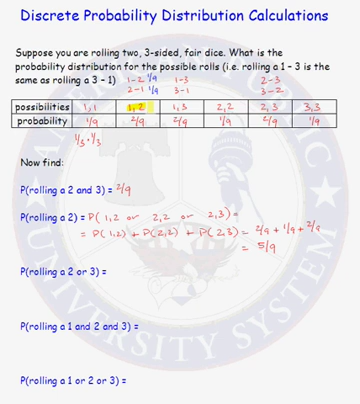 Discrete Probability Distribution Calculations
Suppose you are rolling two, 3-sided, fair dice. What is the
probability distribution for the possible rolls (i.e. rolling a 1 – 3 is the
same as rolling a 3 – 1) 1-2 1/9 1-3 2-3
2-1 1/9 3-1 3-2
possibilities 1,1 1,2 1,3 2,2 2,3 3,3
probability 1/9 2/9 2/9 1/9 2/9 1/9
1/3 · 1/3
Now find:
P(rolling a 2 and 3) = 2/9
P(rolling a 2) = P(1,2 or 2,2 or 2,3) =
= P(1,2) + P(2,2) + P(2,3) = 2/9 + 1/9 + 2/9
= 5/9
P(rolling a 2 or 3) =
P(rolling a 1 and 2 and 3) =
P(rolling a 1 or 2 or 3) =
AMERICAN PUBLIC
UNIVERSITY SYSTEM